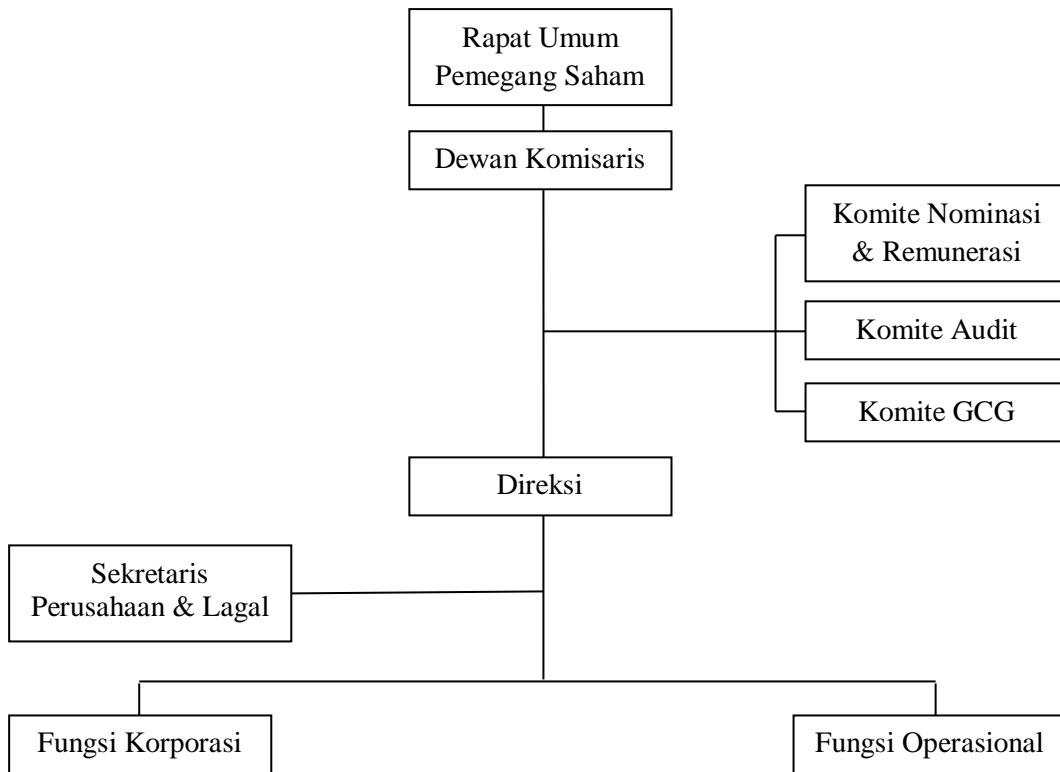 Rapat Umum
Pemegang Saham
Dewan Komisaris
Komite Nominasi
& Remunerasi
Komite Audit
Komite GCG
Direksi
Sekretaris
Perusahaan & Lagal
Fungsi Korporasi
Fungsi Operasional